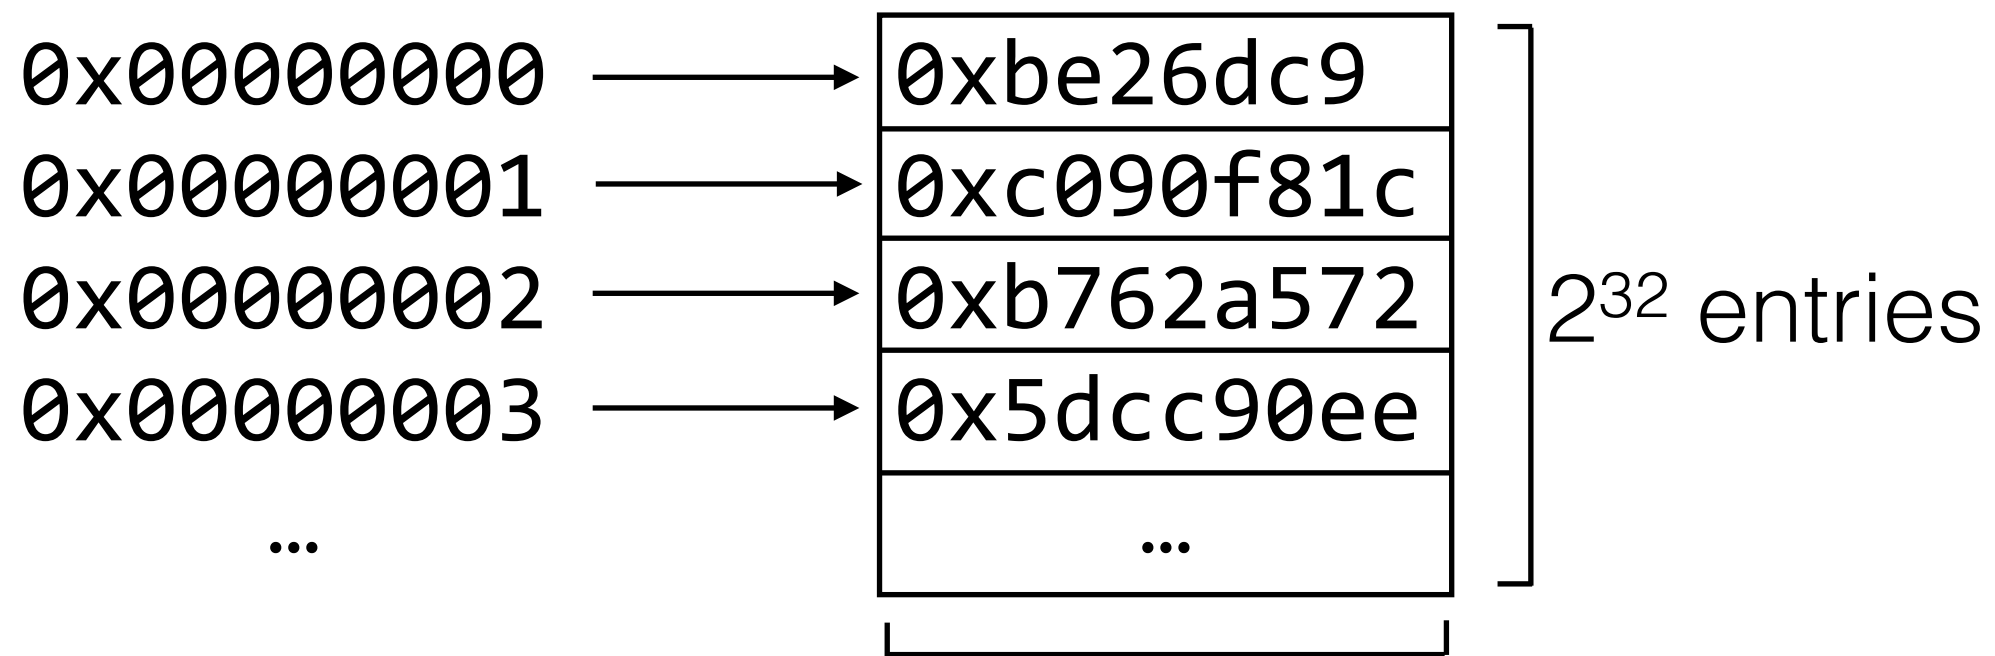 0x00000000 0xbe26dc9
0x00000001 0xc090f81c
0x00000002 0xb762a572
2³² entries
0x00000003 0x5dcc90ee
... ...